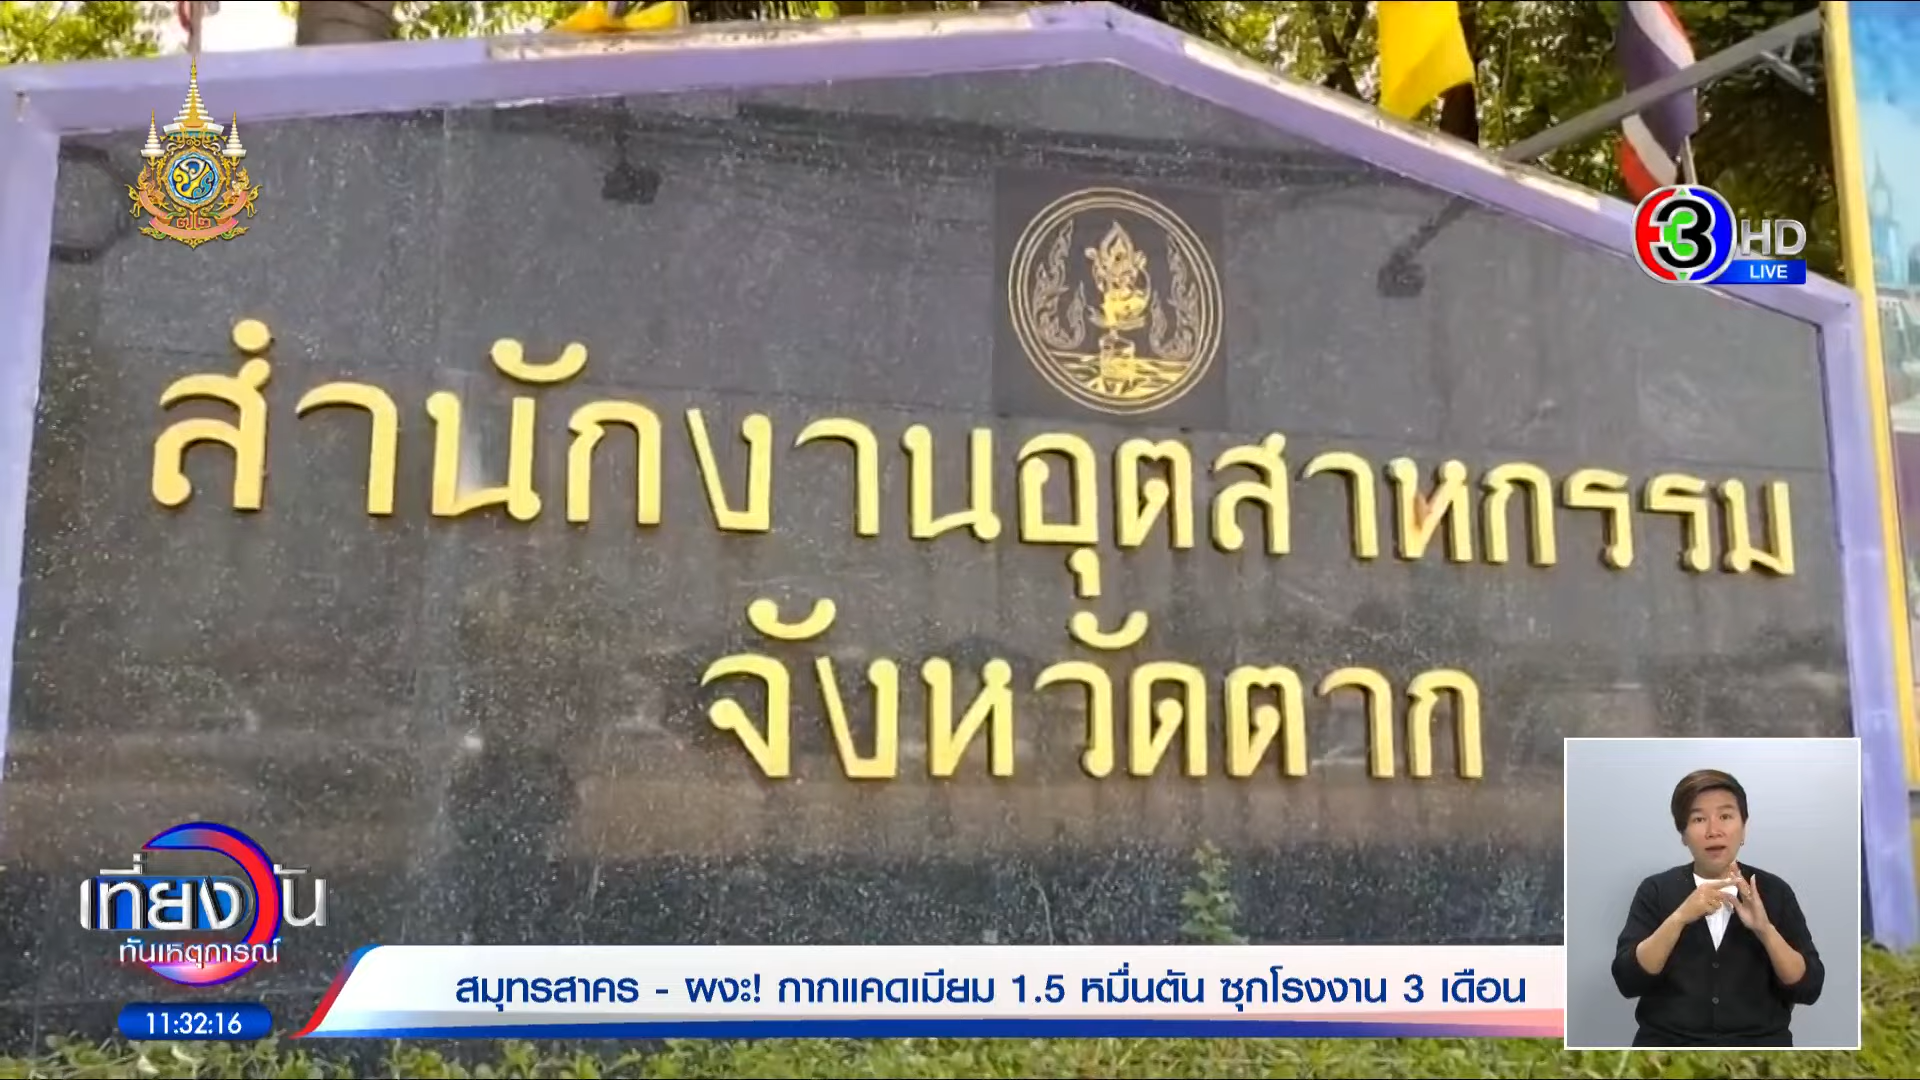 3 HD
LIVE
สำนักงานอุตสาหกรรม
จังหวัดตาก
เที่ยงวัน
ทันเหตุการณ์
สมุทรสาคร - ผงะ! กากแคดเมียม 1.5 หมื่นตัน ซุกโรงงาน 3 เดือน
11:32:16